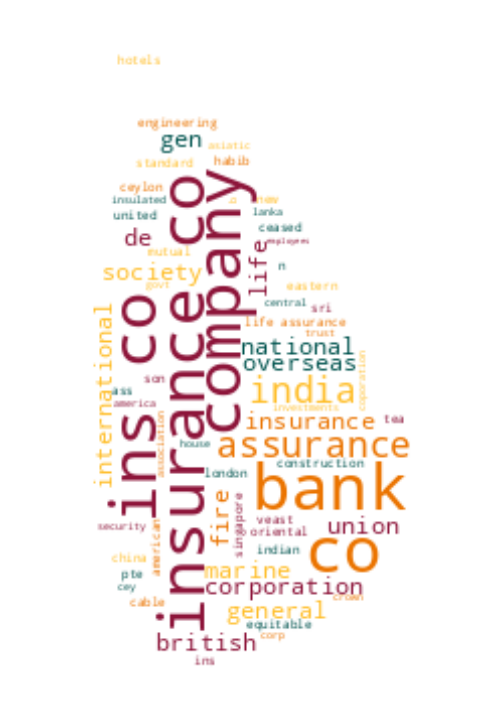 hotels
engineering
gen
asiatic
standard
habib
ceylon
insulated
new
united
lanka
ceased
de
employees
mutual
society
govt
life
n
eastern
central
sri
international
ins co
insurance co
company
life assurance
trust
national
overseas
son
ass
india
corporation
america
investments
association
insurance
tea
house
assurance
london
construction
bank
fire
singapore
security
american
veast
oriental
union
indian
co
china
pte
marine
cey
corporation
crown
cable
general
equitable
british
corp
ins